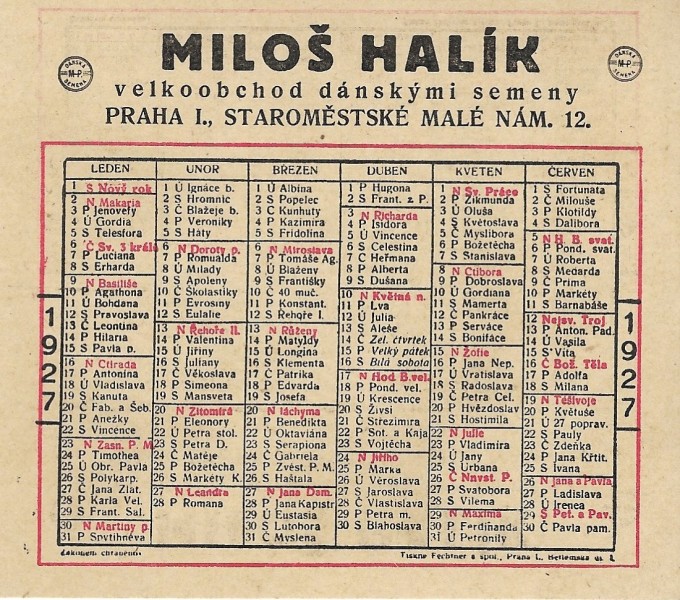 MILOŠ HALÍK
DÁNSKÁ M-P. SEMENA
DÁNSKÁ M-P. SEMENA
velkoobchod dánskými semeny
PRAHA I., STAROMĚSTSKÉ MALÉ NÁM. 12.
1927
1927
LEDEN
1 S Nový rok
2 N Makaria
3 P Jenovefy
4 Ú Gordia
5 S Telesfora
6 Č Sv. 3 králů
7 P Luciana
8 S Erharda
9 N Basiliše
10 P Agathona
11 Ú Bohdana
12 S Pravoslava
13 Č Leontina
14 P Hilaria
15 S Pavla p.
16 N Ctirada
17 P Antonína
18 Ú Vladislava
19 S Kanuta
20 Č Fab. a Šeb.
21 P Anežky
22 S Vincence
23 N Zasn. P. M.
24 P Timothea
25 Ú Obr. Pavla
26 S Polykarp.
27 Č Jana Zlat.
28 P Karla Vel.
29 S Frant. Sal.
30 N Martiny p.
31 P Spytihněva
ÚNOR
1 Ú Ignáce b.
2 S Hromnic
3 Č Blažeje b.
4 P Veroniky
5 S Háty
6 N Doroty p.
7 P Romualda
8 Ú Milady
9 S Apoleny
10 Č Školastiky
11 P Evrosiny
12 S Eulalie
13 N Řehoře II.
14 P Valentina
15 Ú Jiřiny
16 S Juliany
17 Č Věkoslava
18 P Simeona
19 S Mansveta
20 N Zitomíra
21 P Eleonory
22 Ú Petra stol.
23 S Petra D.
24 Č Matěje
25 P Božetěcha
26 S Markéty K.
27 N Leandra
28 P Romana
BŘEZEN
1 Ú Albína
2 S Popelec
3 Č Kunhuty
4 P Kazimíra
5 S Fridolína
6 N Miroslava
7 P Tomáše Aq.
8 Ú Blaženy
9 S Františky
10 Č 40 muč.
11 P Konstant.
12 S Řehoře I.
13 N Růženy
14 P Matyldy
15 Ú Longina
16 S Klementa
17 Č Patrika
18 P Edvarda
19 S Josefa
20 N Jáchyma
21 P Benedikta
22 Ú Oktaviána
23 S Serapiona
24 Č Gabriela
25 P Zvěst. P. M.
26 S Haštala
27 N Jana Dam.
28 P Jana Kapistr
29 Ú Eustasia
30 S Lutobora
31 Č Myslena
DUBEN
1 P Hugona
2 S Frant. z P.
3 N Richarda
4 P Isidora
5 Ú Vincence
6 S Celestina
7 Č Heřmana
8 P Alberta
9 S Dušana
10 N Květná n.
11 P Lva
12 Ú Julia
13 S Aleše
14 Č Zel. čtvrtek
15 P Velký pátek
16 S Bílá sobota
17 N Hod. B. vel.
18 P Pond. vel.
19 Ú Krescence
20 S Živsi
21 Č Střezimíra
22 P Sot. a Kaja
23 S Vojtěcha
24 N Jiřího
25 P Marka
26 Ú Věroslava
27 S Jaroslava
28 Č Vlastislava
29 P Petra m.
30 S Blahoslava
KVĚTEN
1 N Sv. Práce
2 P Zikmunda
3 Ú Oluša
4 S Květoslava
5 Č Myslibora
6 P Božetěcha
7 S Stanislava
8 N Ctibora
9 P Dobroslava
10 Ú Gordiana
11 S Mamerta
12 Č Pankráce
13 P Serváce
14 S Bonifáce
15 N Žofie
16 P Jana Nep.
17 Ú Vratislava
18 S Radoslava
19 Č Petra Cel.
20 P Hvězdoslav
21 S Hostimila
22 N Julie
23 P Vladimíra
24 Ú Jany
25 S Urbana
26 Č Nnvst. P.
27 P Svatobora
28 S Vilema
29 N Maxima
30 P Ferdinanda
31 Ú Petronily
ČERVEN
1 S Fortunata
2 Č Milouše
3 P Klotildy
4 S Dalibora
5 N H. B. svat.
6 P Pond. svat.
7 Ú Roberta
8 S Medarda
9 Č Prima
10 P Markéty
11 S Barnabáše
12 N Nejsv. Troj
13 P Anton. Pad.
14 Ú Vasila
15 S Víta
16 Č Bož. Těla
17 P Adolfa
18 S Milana
19 N Těšivoje
20 P Květuše
21 Ú 27 poprav.
22 S Pauly
23 Č Zdeňka
24 P Jana Křtit.
25 S Ivana
26 N Jana a Pavla
27 P Ladislava
28 Ú Irenea
29 S Pet. a Pav.
30 Č Pavla pam.
Zákonem chráněno.
Tiskne Fechtner a spol., Praha I., Betlémská ul.